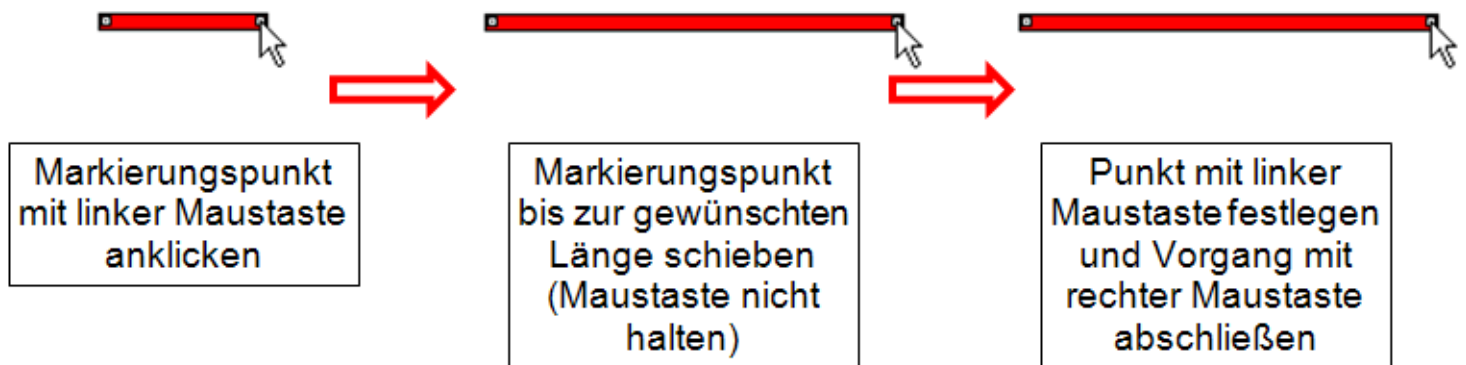 Markierungspunkt
mit linker Maustaste
anklicken
Markierungspunkt
bis zur gewünschten
Länge schieben
(Maustaste nicht
halten)
Punkt mit linker
Maustaste festlegen
und Vorgang mit
rechter Maustaste
abschließen